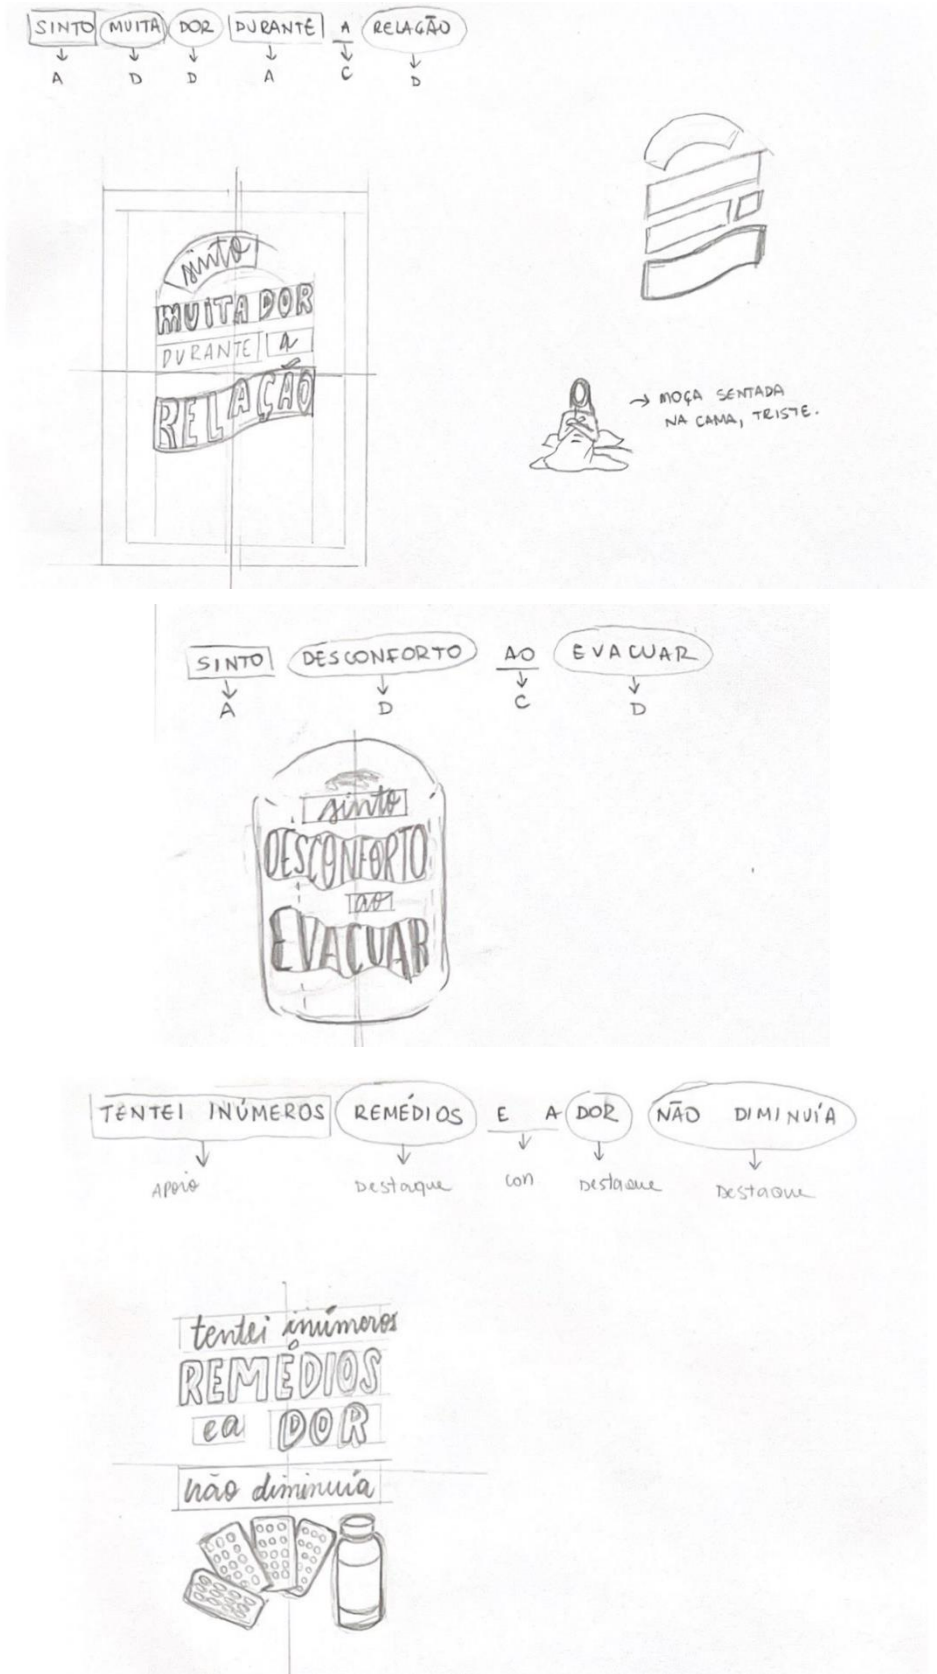 SINTO MUITA DOR DURANTE A RELAÇÃO
A D D A C D
sinto
MUITA DOR
DURANTE a
RELAÇÃO
→ MOÇA SENTADA
NA CAMA, TRISTE.
SINTO DESCONFORTO AO EVACUAR
A D C D
sinto
DESCONFORTO
ao
EVACUAR
TENTEI INÚMEROS REMÉDIOS E A DOR NÃO DIMINUÍA
APOIO Destaque con Destaque Destaque
tentei inúmeros
REMÉDIOS
e a DOR
não diminuía